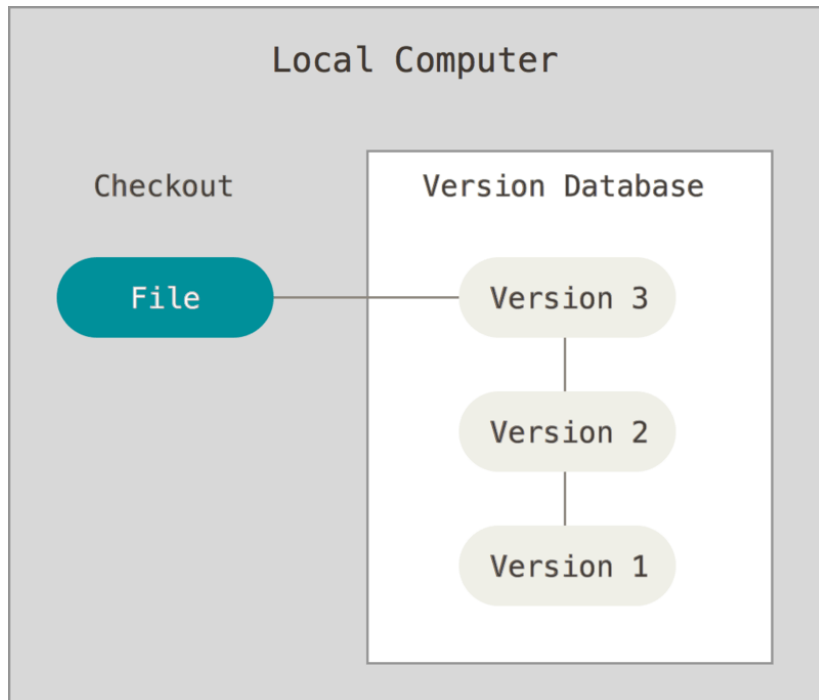 Local Computer
Checkout
Version Database
File
Version 3
Version 2
Version 1